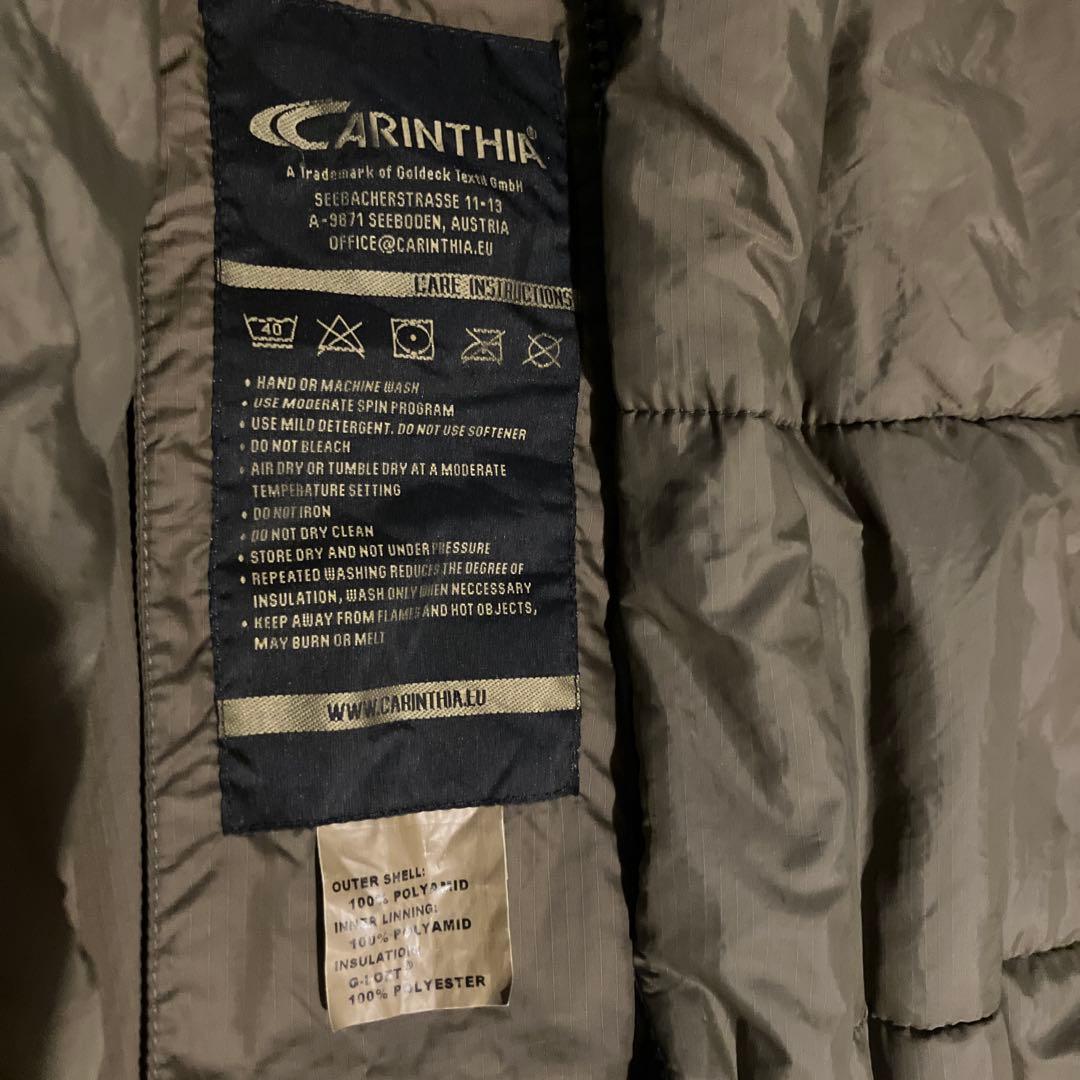 CARINTHIA®
A Trademark of Goldeck Textil GmbH
SEEBACHERSTRASSE 11-13
A-9871 SEEBODEN, AUSTRIA
OFFICE@CARINTHIA.EU
CARE INSTRUCTIONS
40
• HAND OR MACHINE WASH
• USE MODERATE SPIN PROGRAM
• USE MILD DETERGENT. DO NOT USE SOFTENER
• DO NOT BLEACH
• AIR DRY OR TUMBLE DRY AT A MODERATE
TEMPERATURE SETTING
• DO NOT IRON
• DO NOT DRY CLEAN
• STORE DRY AND NOT UNDER PRESSURE
• REPEATED WASHING REDUCES THE DEGREE OF
INSULATION, WASH ONLY WHEN NECCESSARY
• KEEP AWAY FROM FLAMES AND HOT OBJECTS,
MAY BURN OR MELT
WWW.CARINTHIA.EU
OUTER SHELL:
100% POLYAMID
INNER LINNING:
100% POLYAMID
INSULATION:
G-LOFT®
100% POLYESTER